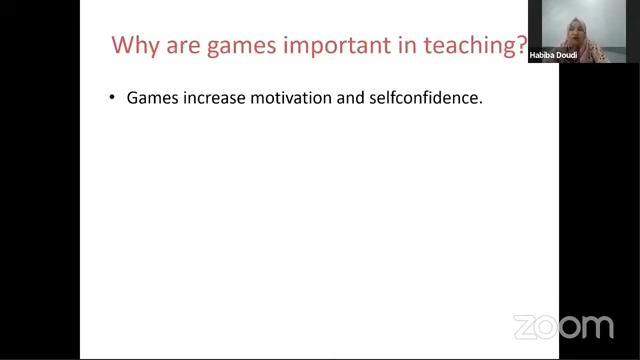 Why are games important in teaching?
Habiba Doudi
• Games increase motivation and selfconfidence.
zoom